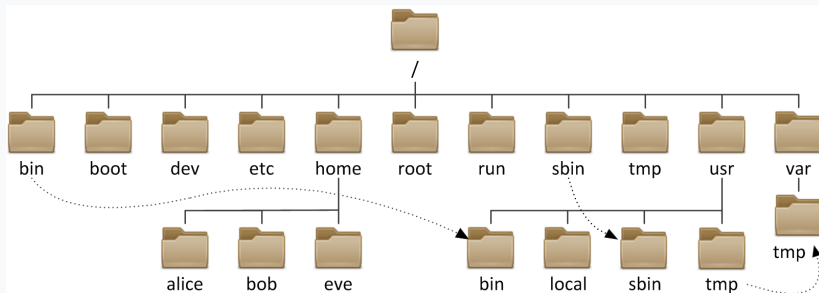 /
bin boot dev etc home root run sbin tmp usr var
tmp
alice bob eve bin local sbin tmp